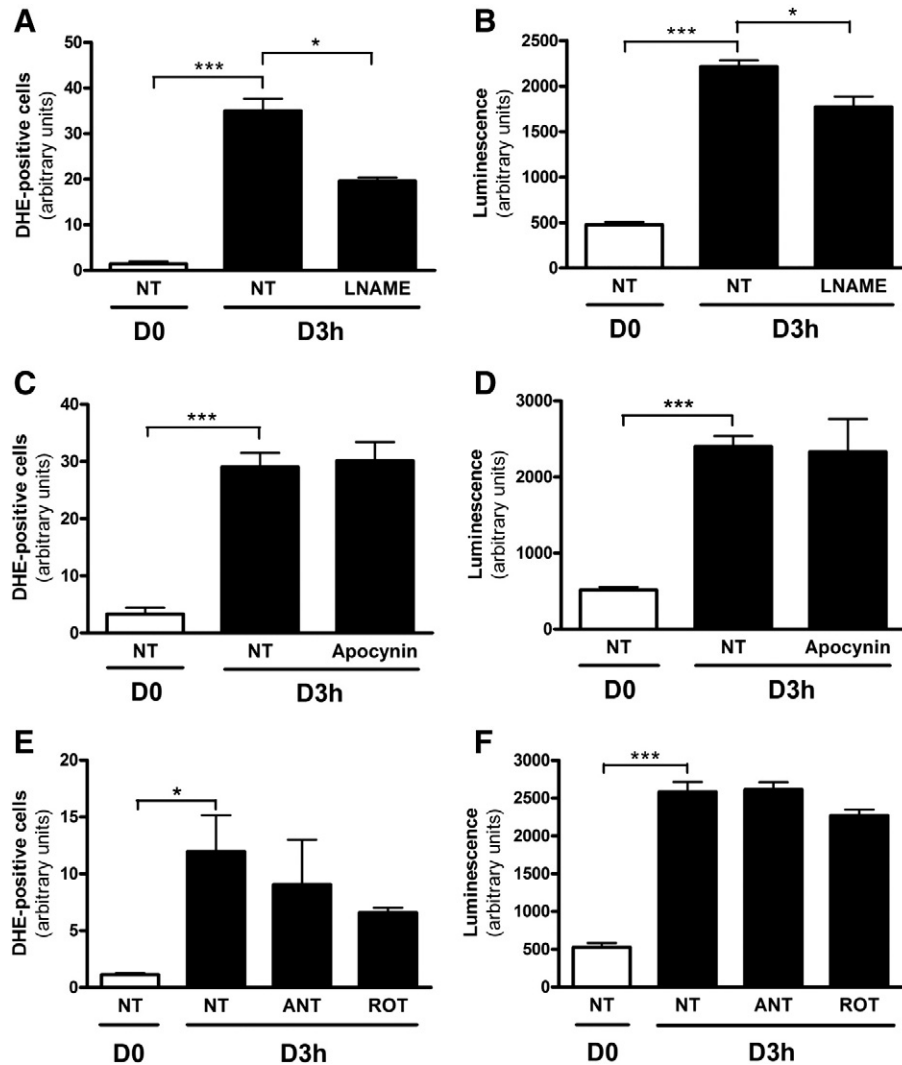 A
DHE-positive cells
(arbitrary units)
50
40
30
20
10
0
***
*
NT
NT
LNAME
D0
D3h
B
Luminescence
(arbitrary units)
2500
2000
1500
1000
500
0
***
*
NT
NT
LNAME
D0
D3h
C
DHE-positive cells
(arbitrary units)
40
30
20
10
0
***
NT
NT
Apocynin
D0
D3h
D
Luminescence
(arbitrary units)
3000
2000
1000
0
***
NT
NT
Apocynin
D0
D3h
E
DHE-positive cells
(arbitrary units)
20
15
10
5
0
*
NT
NT
ANT
ROT
D0
D3h
F
Luminescence
(arbitrary units)
3000
2500
2000
1500
1000
500
0
***
NT
NT
ANT
ROT
D0
D3h